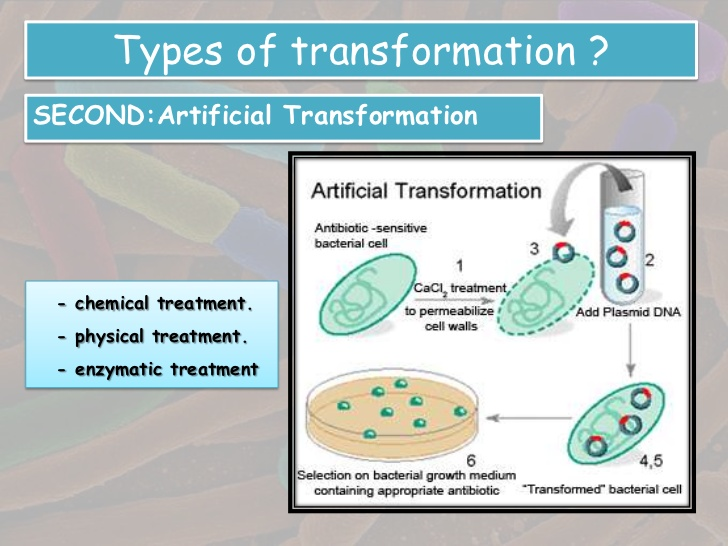 Types of transformation ?
SECOND:Artificial Transformation
- chemical treatment.
- physical treatment.
- enzymatic treatment
Artificial Transformation
Antibiotic -sensitive
bacterial cell
1
CaCl₂ treatment
to permeabilize
cell walls
3
2
Add Plasmid DNA
4,5
"Transformed" bacterial cell
6
Selection on bacterial growth medium
containing appropriate antibiotic